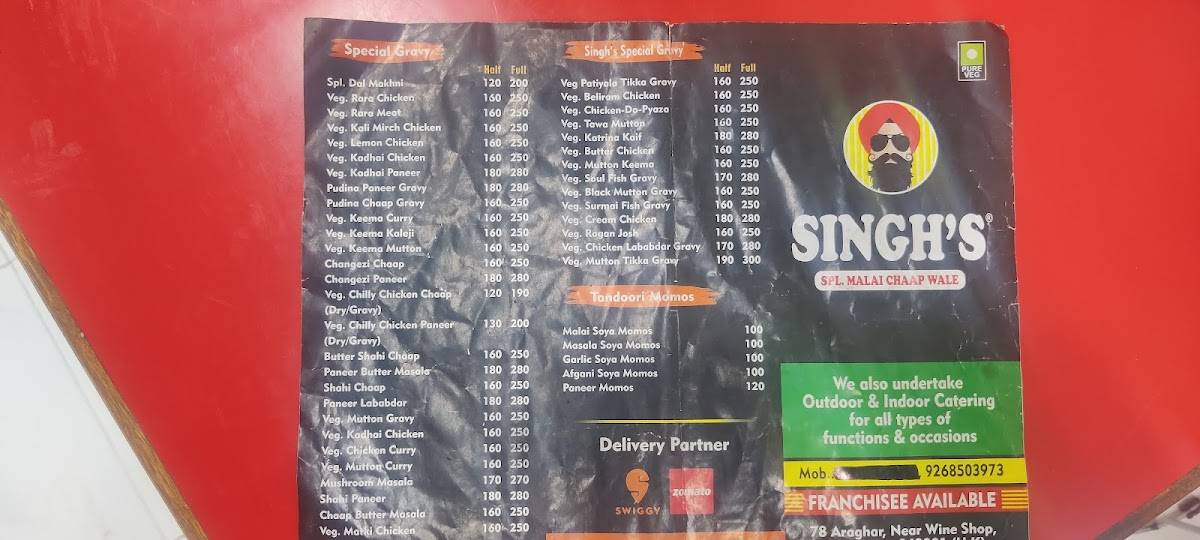 Special Gravy
Half Full
Spl. Dal Makhni 120 200
Veg. Rara Chicken 160 250
Veg. Rara Meat 160 250
Veg. Kali Mirch Chicken 160 250
Veg. Lemon Chicken 160 250
Veg. Kadhai Chicken 160 250
Veg. Kadhai Paneer 180 280
Pudina Paneer Gravy 180 280
Pudina Chaap Gravy 160 250
Veg. Keema Curry 160 250
Veg. Keema Kaleji 160 250
Veg. Keema Mutton 160 250
Changezi Chaap 160 250
Changezi Paneer 180 280
Veg. Chilly Chicken Chaap 120 190
(Dry/Gravy)
Veg. Chilly Chicken Paneer 130 200
(Dry/Gravy)
Butter Shahi Chaap 160 250
Paneer Butter Masala 180 280
Shahi Chaap 160 250
Paneer Lababdar 180 280
Veg. Mutton Gravy 160 250
Veg. Kadhai Chicken 160 250
Veg. Chicken Curry 160 250
Veg. Mutton Curry 160 250
Mushroom Masala 170 270
Shahi Paneer 180 280
Chaap Butter Masala 160 250
Veg. Matki Chicken 160 250
Singh's Special Gravy
Half Full
Veg Patiyala Tikka Gravy 160 250
Veg. Beliram Chicken 160 250
Veg. Chicken-Do-Pyaza 160 250
Veg. Tawa Mutton 160 250
Veg. Katrina Kaif 180 280
Veg. Butter Chicken 160 250
Veg. Mutton Keema 160 250
Veg. Soul Fish Gravy 170 280
Veg. Black Mutton Gravy 160 250
Veg. Surmai Fish Gravy 160 250
Veg. Cream Chicken 180 280
Veg. Rogan Josh 160 250
Veg. Chicken Lababdar Gravy 170 280
Veg. Mutton Tikka Gravy 190 300
Tandoori Momos
Malai Soya Momos 100
Masala Soya Momos 100
Garlic Soya Momos 100
Afgani Soya Momos 100
Paneer Momos 120
Delivery Partner
SWIGGY
zomato
PURE
VEG
SINGH'S®
SPL. MALAI CHAAP WALE
We also undertake
Outdoor & Indoor Catering
for all types of
functions & occasions
Mob. 9268503973
FRANCHISEE AVAILABLE
78 Araghar, Near Wine Shop,